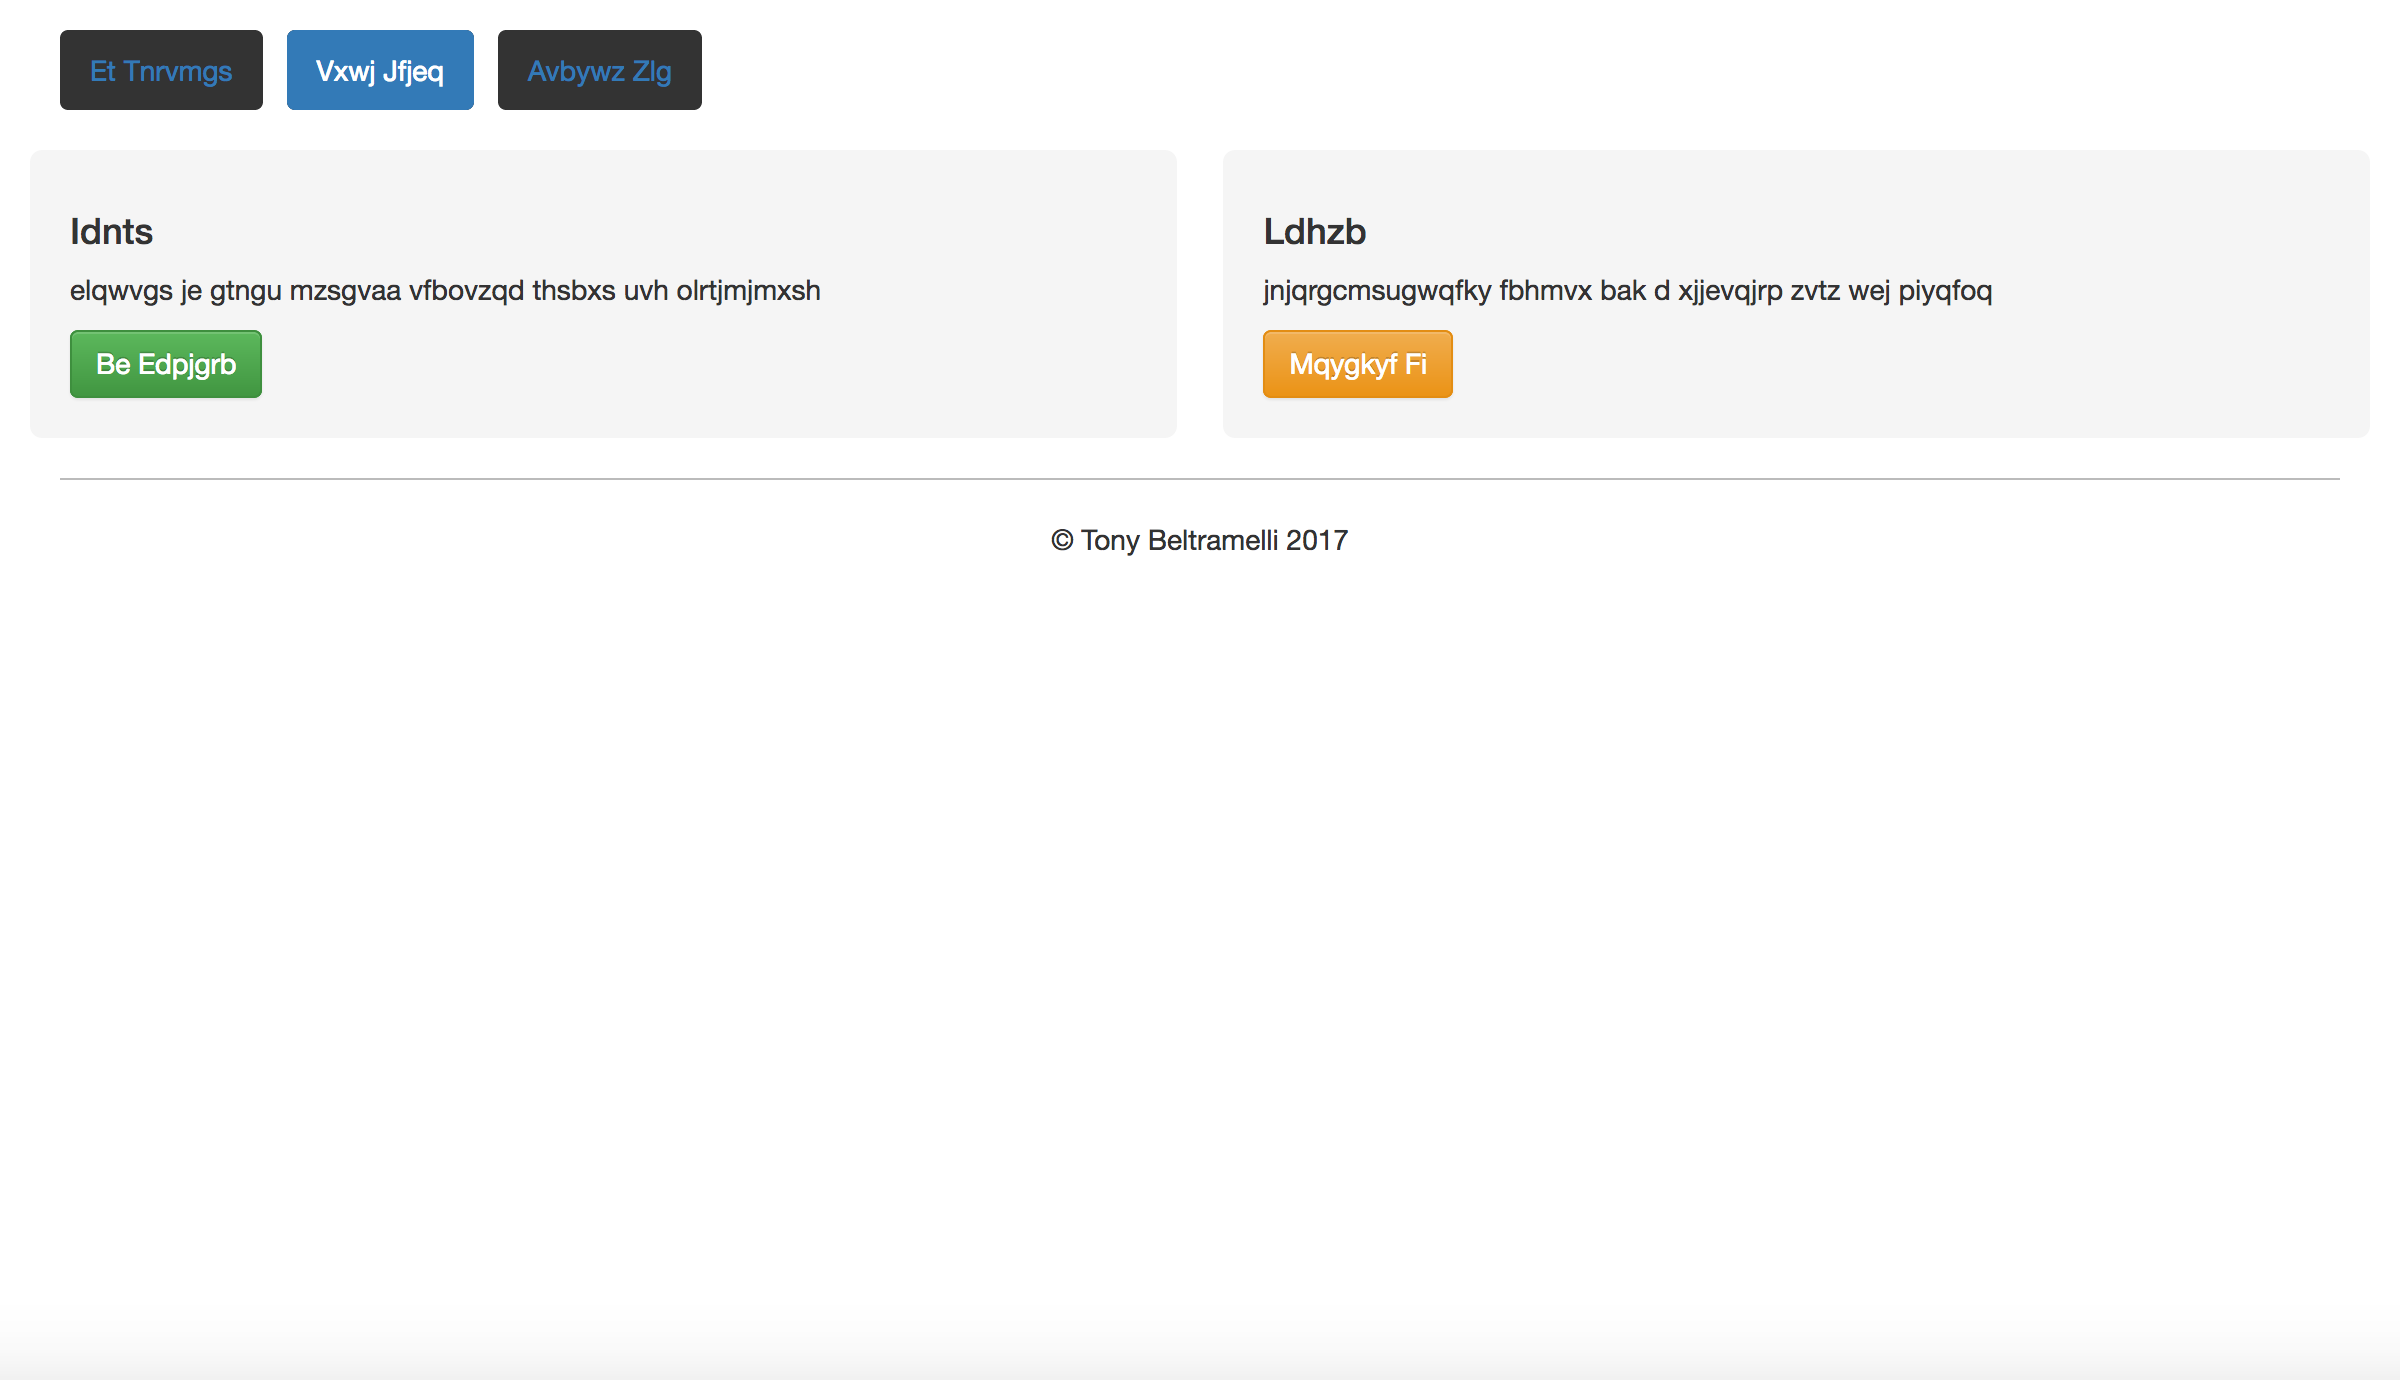 Et Tnrvmgs Vxwj Jfjeq Avbywz Zlg
Idnts
elqwvgs je gtngu mzsgvaa vfbovzqd thsbxs uvh olrtjmjmxsh
Be Edpjgrb
Ldhzb
jnjqrgcmsugwqfky fbhmvx bak d xjjevqjrp zvtz wej piyqfoq
Mqygkyf Fi
© Tony Beltramelli 2017